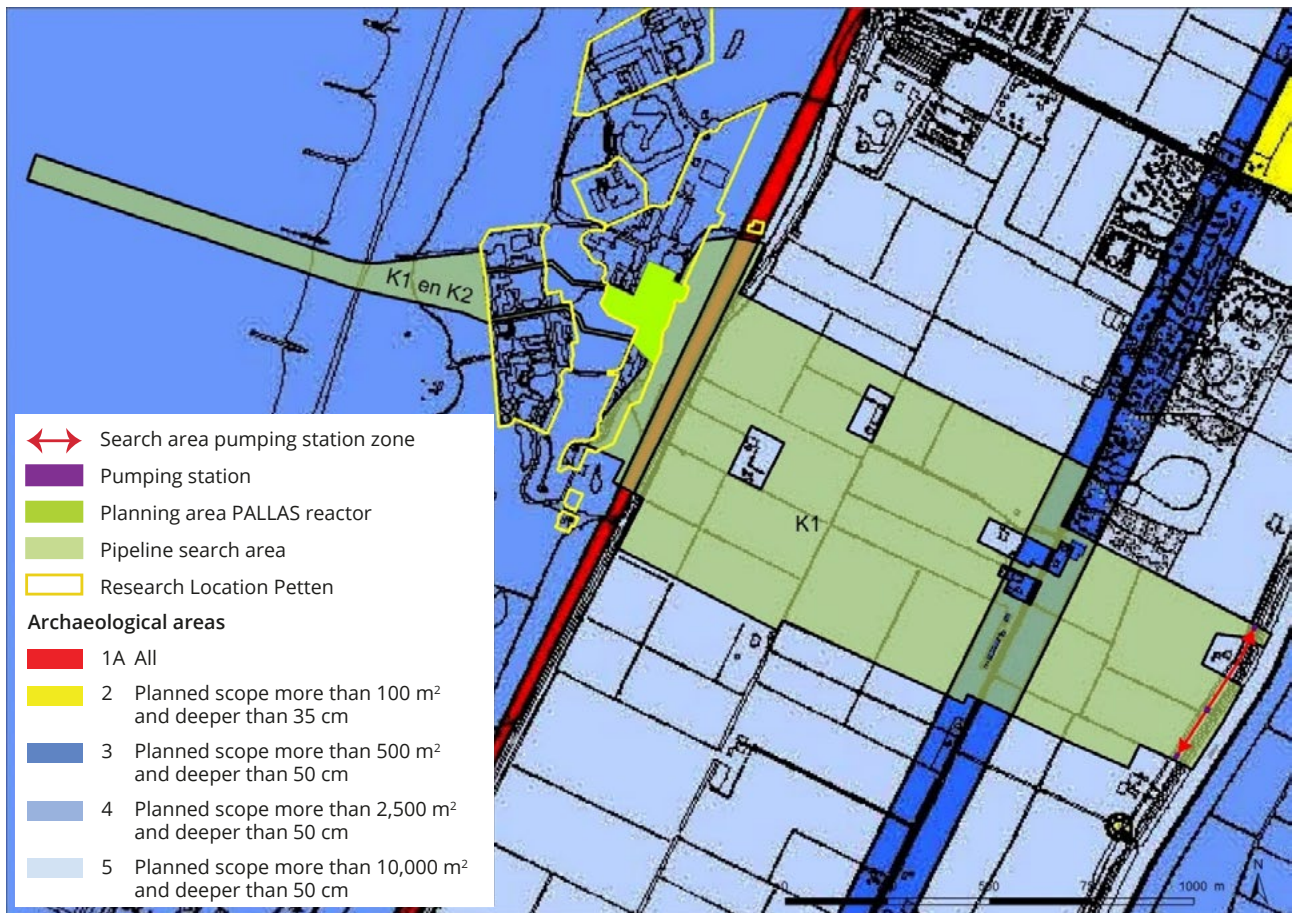 K1 en K2
K1
Search area pumping station zone
Pumping station
Planning area PALLAS reactor
Pipeline search area
Research Location Petten
Archaeological areas
1A All
2 Planned scope more than 100 m²
and deeper than 35 cm
3 Planned scope more than 500 m²
and deeper than 50 cm
4 Planned scope more than 2,500 m²
and deeper than 50 cm
5 Planned scope more than 10,000 m²
and deeper than 50 cm
N
0 500 750 1000 m